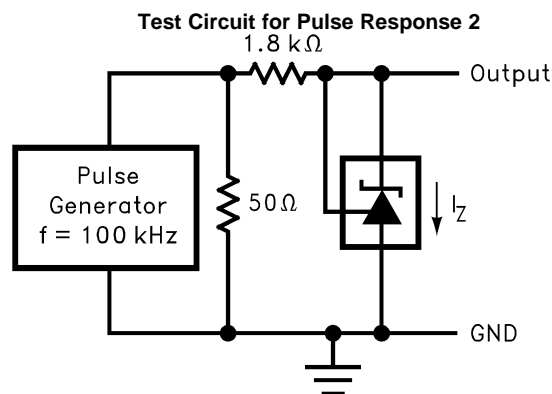 Test Circuit for Pulse Response 2
1.8 kΩ
Output
Pulse
Generator
f = 100 kHz
50Ω
IZ
GND